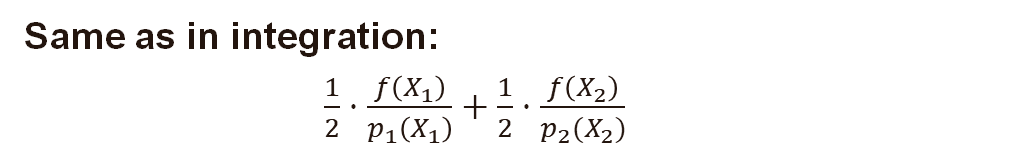 Same as in integration:
1/2 · f(X₁)/p₁(X₁) + 1/2 · f(X₂)/p₂(X₂)